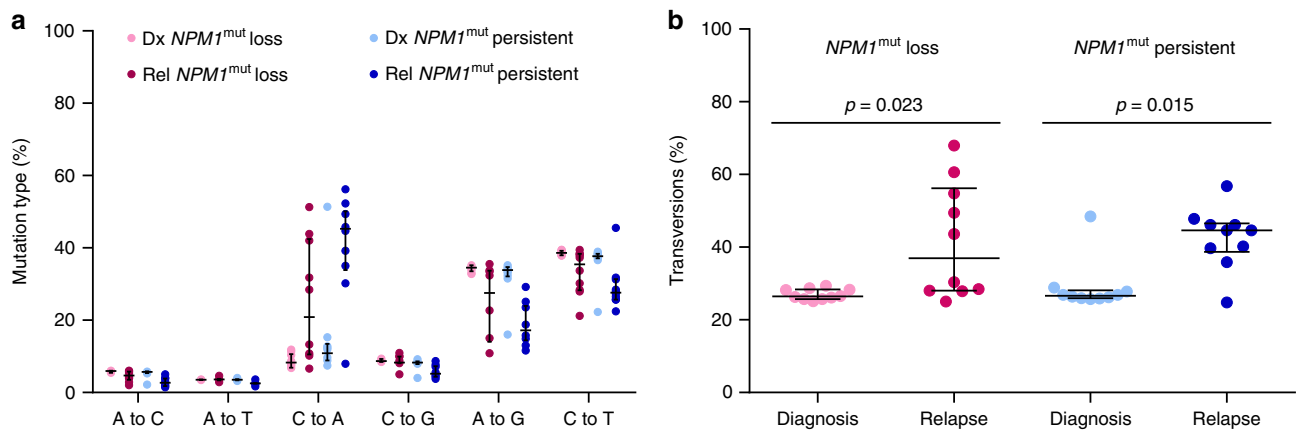 a
100
80
60
40
20
0
Mutation type (%)
Dx NPM1mut loss
Rel NPM1mut loss
Dx NPM1mut persistent
Rel NPM1mut persistent
A to C
A to T
C to A
C to G
A to G
C to T
b
100
80
60
40
20
0
Transversions (%)
NPM1mut loss
NPM1mut persistent
p = 0.023
p = 0.015
Diagnosis
Relapse
Diagnosis
Relapse